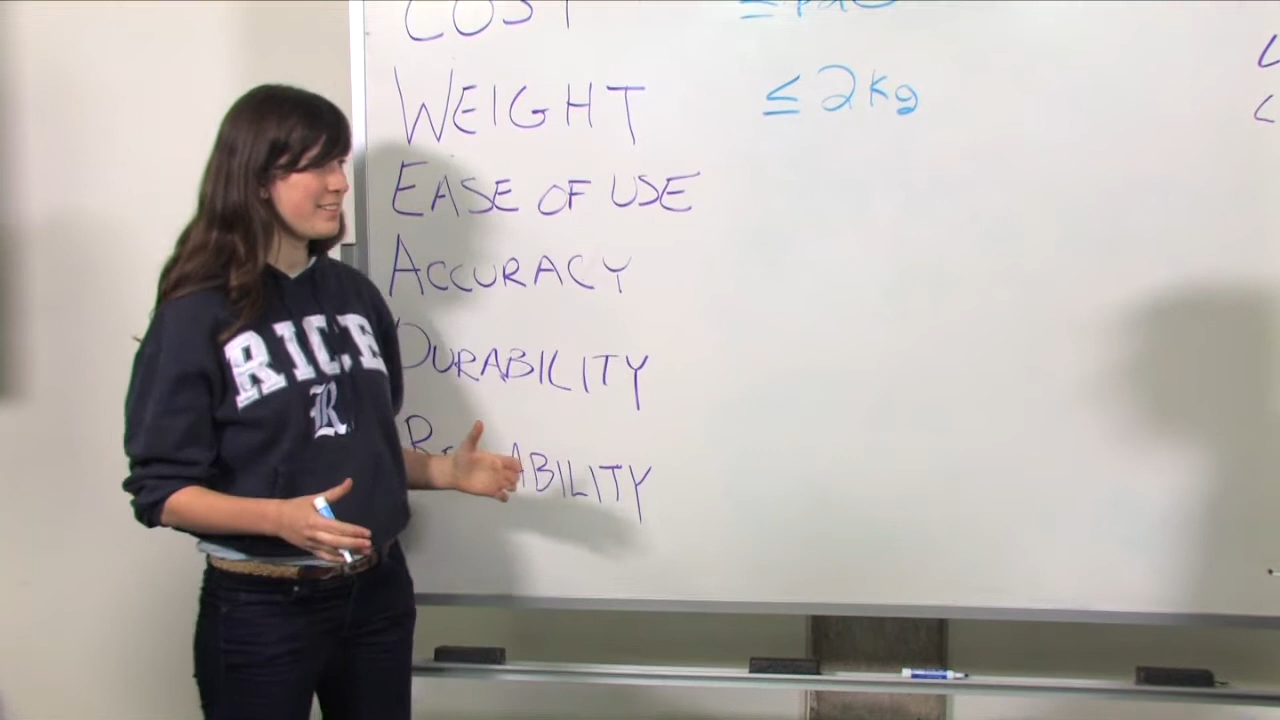 COST
WEIGHT ≤ 2kg
EASE OF USE
ACCURACY
DURABILITY
RICE
R